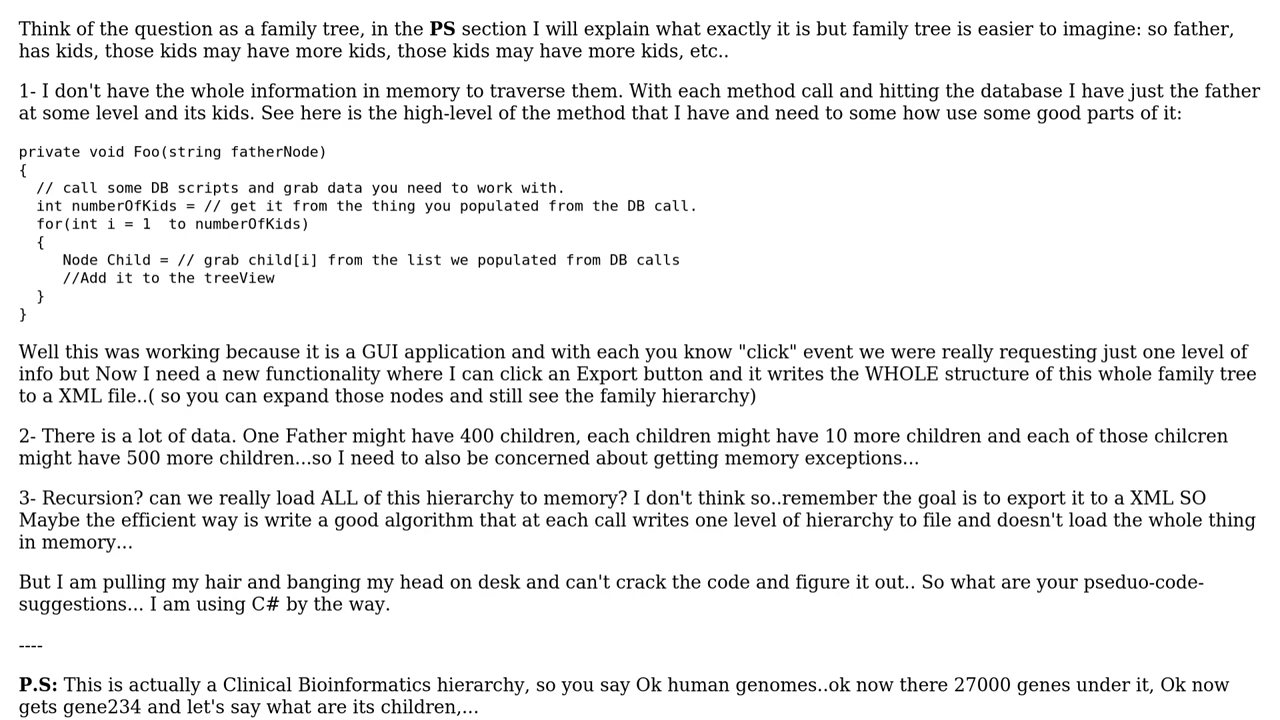 Think of the question as a family tree, in the PS section I will explain what exactly it is but family tree is easier to imagine: so father,
has kids, those kids may have more kids, those kids may have more kids, etc..
1- I don't have the whole information in memory to traverse them. With each method call and hitting the database I have just the father
at some level and its kids. See here is the high-level of the method that I have and need to some how use some good parts of it:
private void Foo(string fatherNode)
{
  // call some DB scripts and grab data you need to work with.
  int numberOfKids = // get it from the thing you populated from the DB call.
  for(int i = 1  to numberOfKids)
  {
     Node Child = // grab child[i] from the list we populated from DB calls
     //Add it to the treeView
  }
}
Well this was working because it is a GUI application and with each you know "click" event we were really requesting just one level of
info but Now I need a new functionality where I can click an Export button and it writes the WHOLE structure of this whole family tree
to a XML file..( so you can expand those nodes and still see the family hierarchy)
2- There is a lot of data. One Father might have 400 children, each children might have 10 more children and each of those chilcren
might have 500 more children...so I need to also be concerned about getting memory exceptions...
3- Recursion? can we really load ALL of this hierarchy to memory? I don't think so..remember the goal is to export it to a XML SO
Maybe the efficient way is write a good algorithm that at each call writes one level of hierarchy to file and doesn't load the whole thing
in memory...
But I am pulling my hair and banging my head on desk and can't crack the code and figure it out.. So what are your pseduo-code-
suggestions... I am using C# by the way.
----
P.S: This is actually a Clinical Bioinformatics hierarchy, so you say Ok human genomes..ok now there 27000 genes under it, Ok now
gets gene234 and let's say what are its children,...